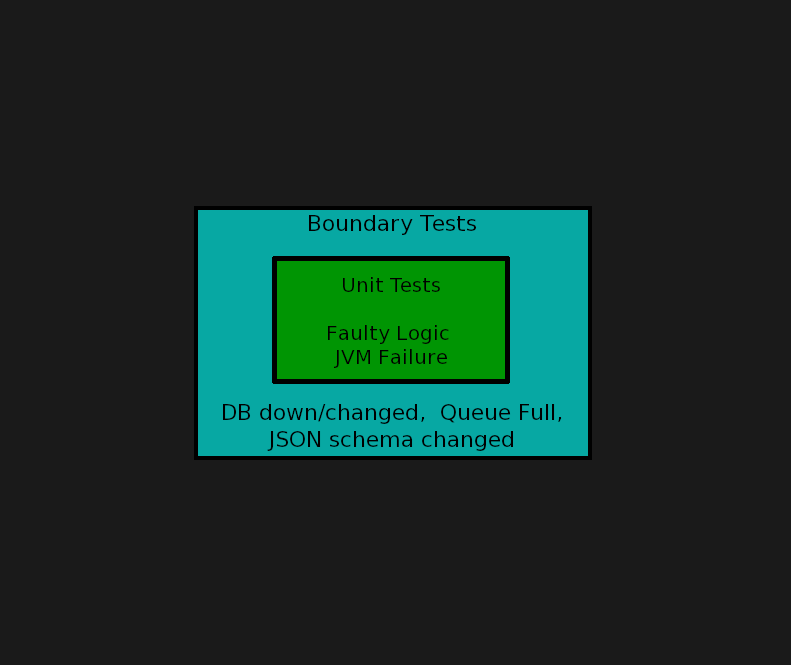 Boundary Tests
Unit Tests
Faulty Logic
JVM Failure
DB down/changed,  Queue Full,
JSON schema changed